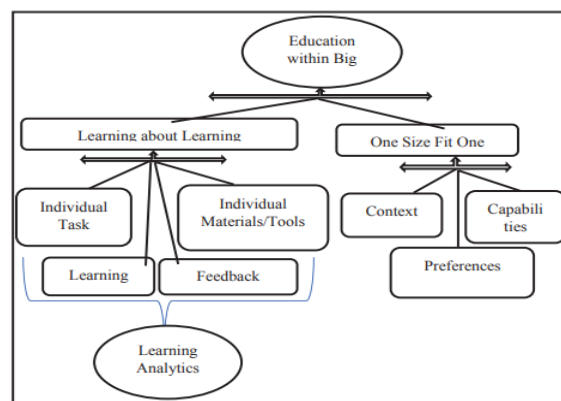 Education
within Big
Learning about Learning
One Size Fit One
Individual
Task
Individual
Materials/Tools
Context
Capabili
ties
Learning
Feedback
Preferences
Learning
Analytics